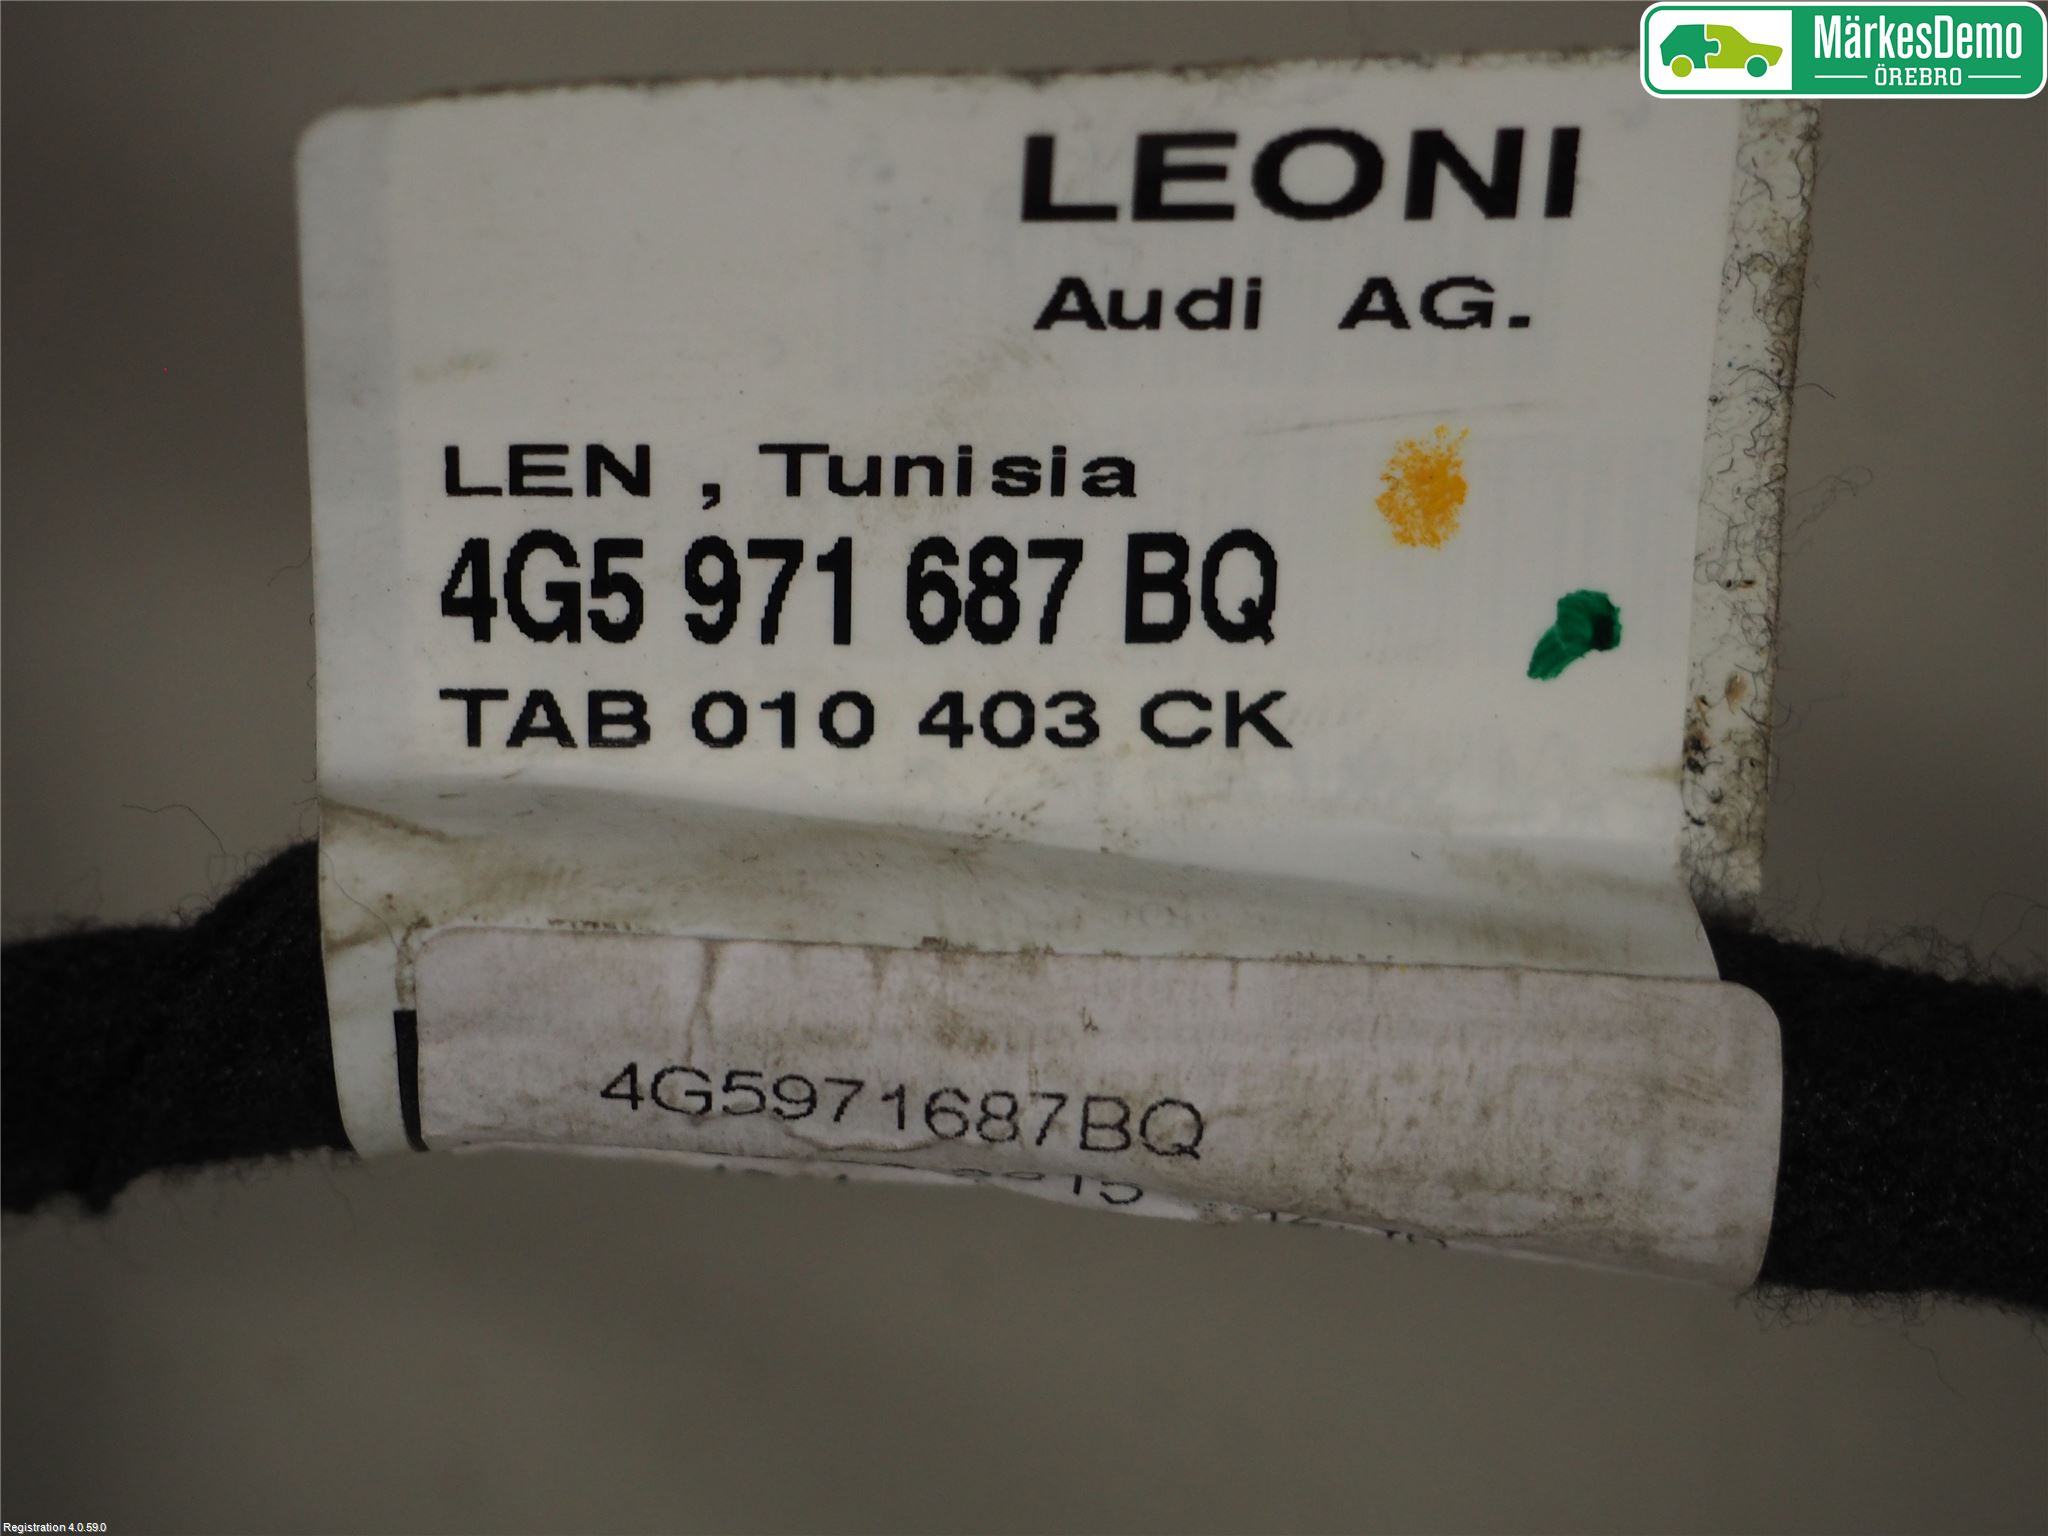 MärkesDemo
ÖREBRO
LEONI
Audi AG.
LEN , Tunisia
4G5 971 687 BQ
TAB 010 403 CK
4G5971687BQ
Registration 4.0.59.0